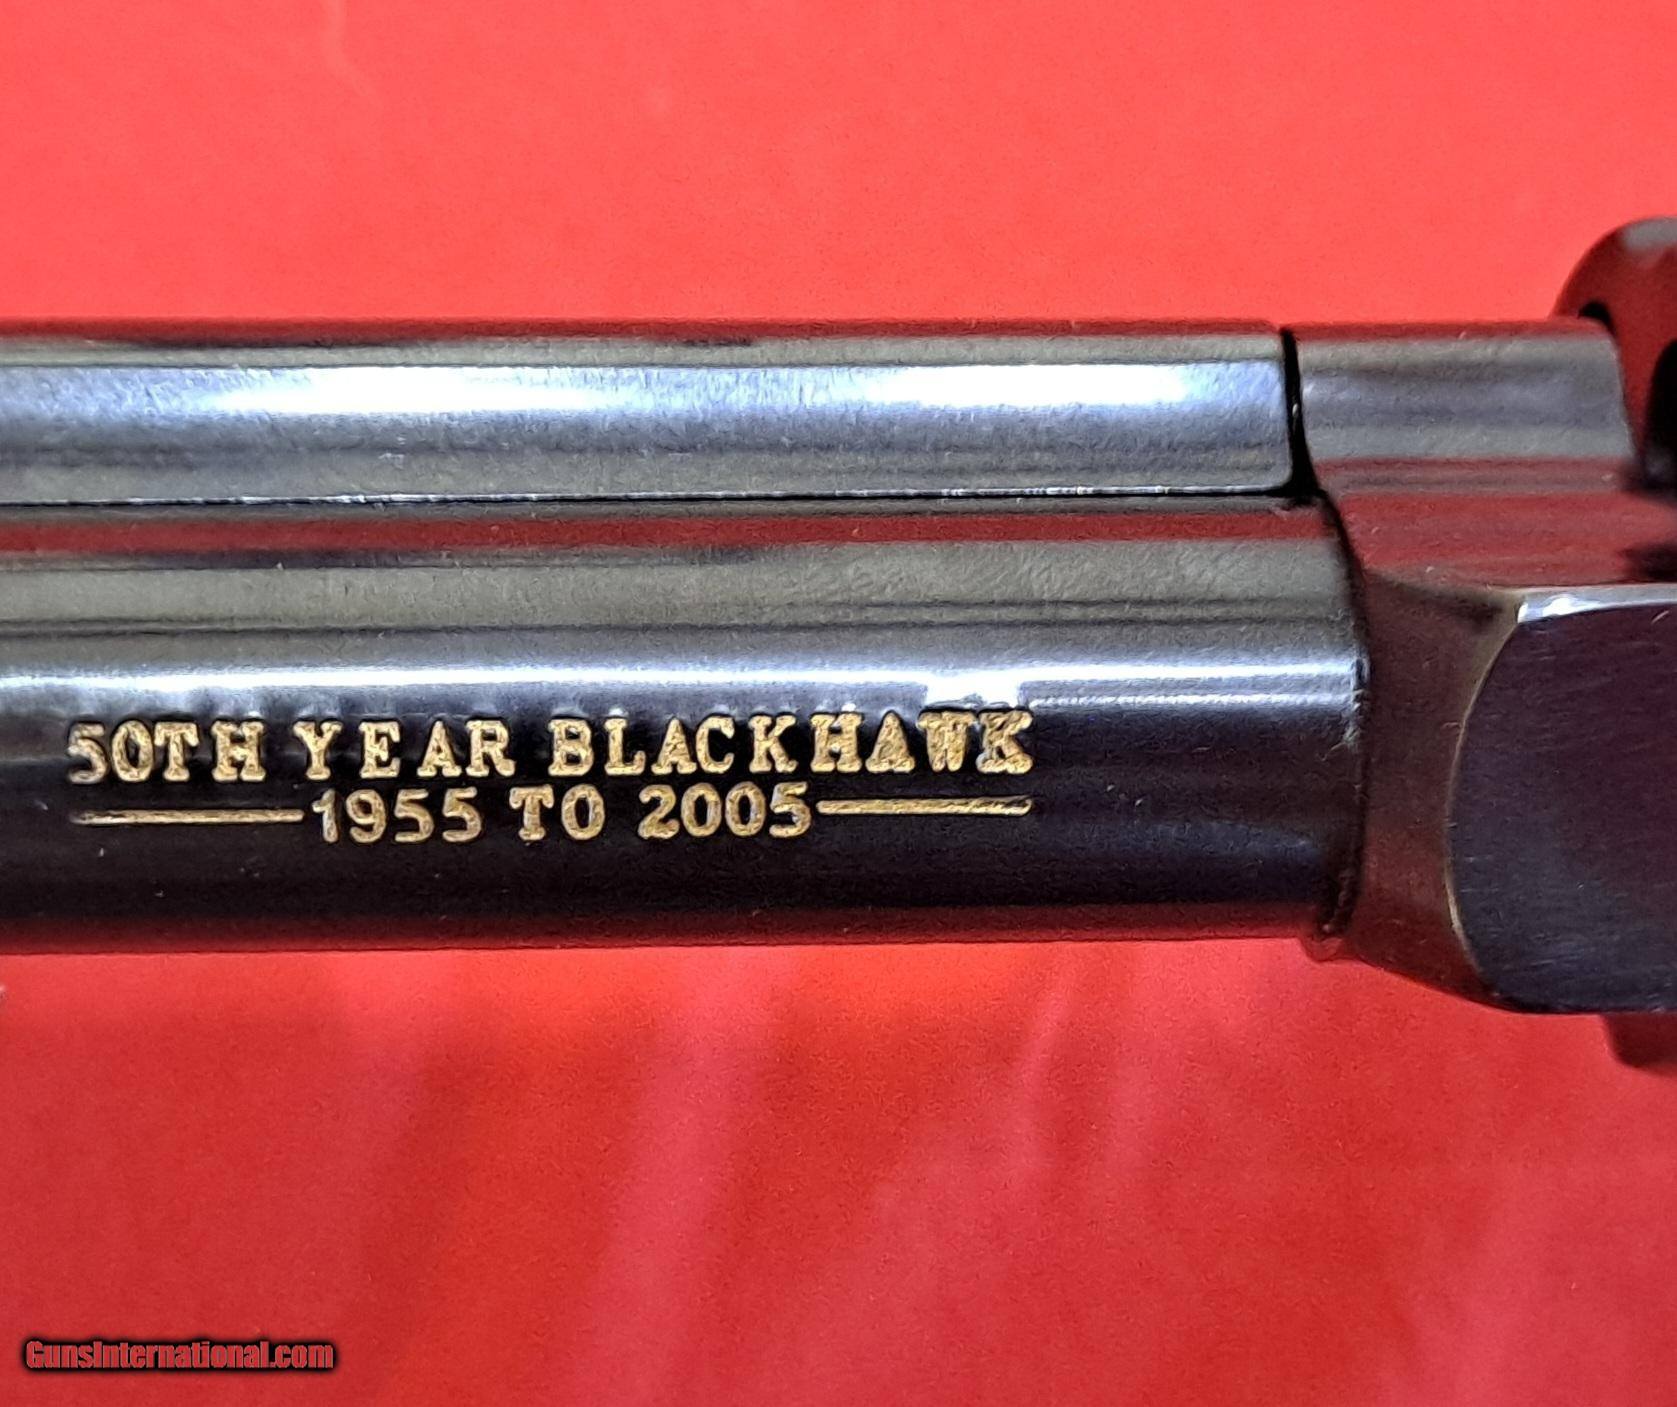 50TH YEAR BLACKHAWK
1955 TO 2005
GunsInternational.com